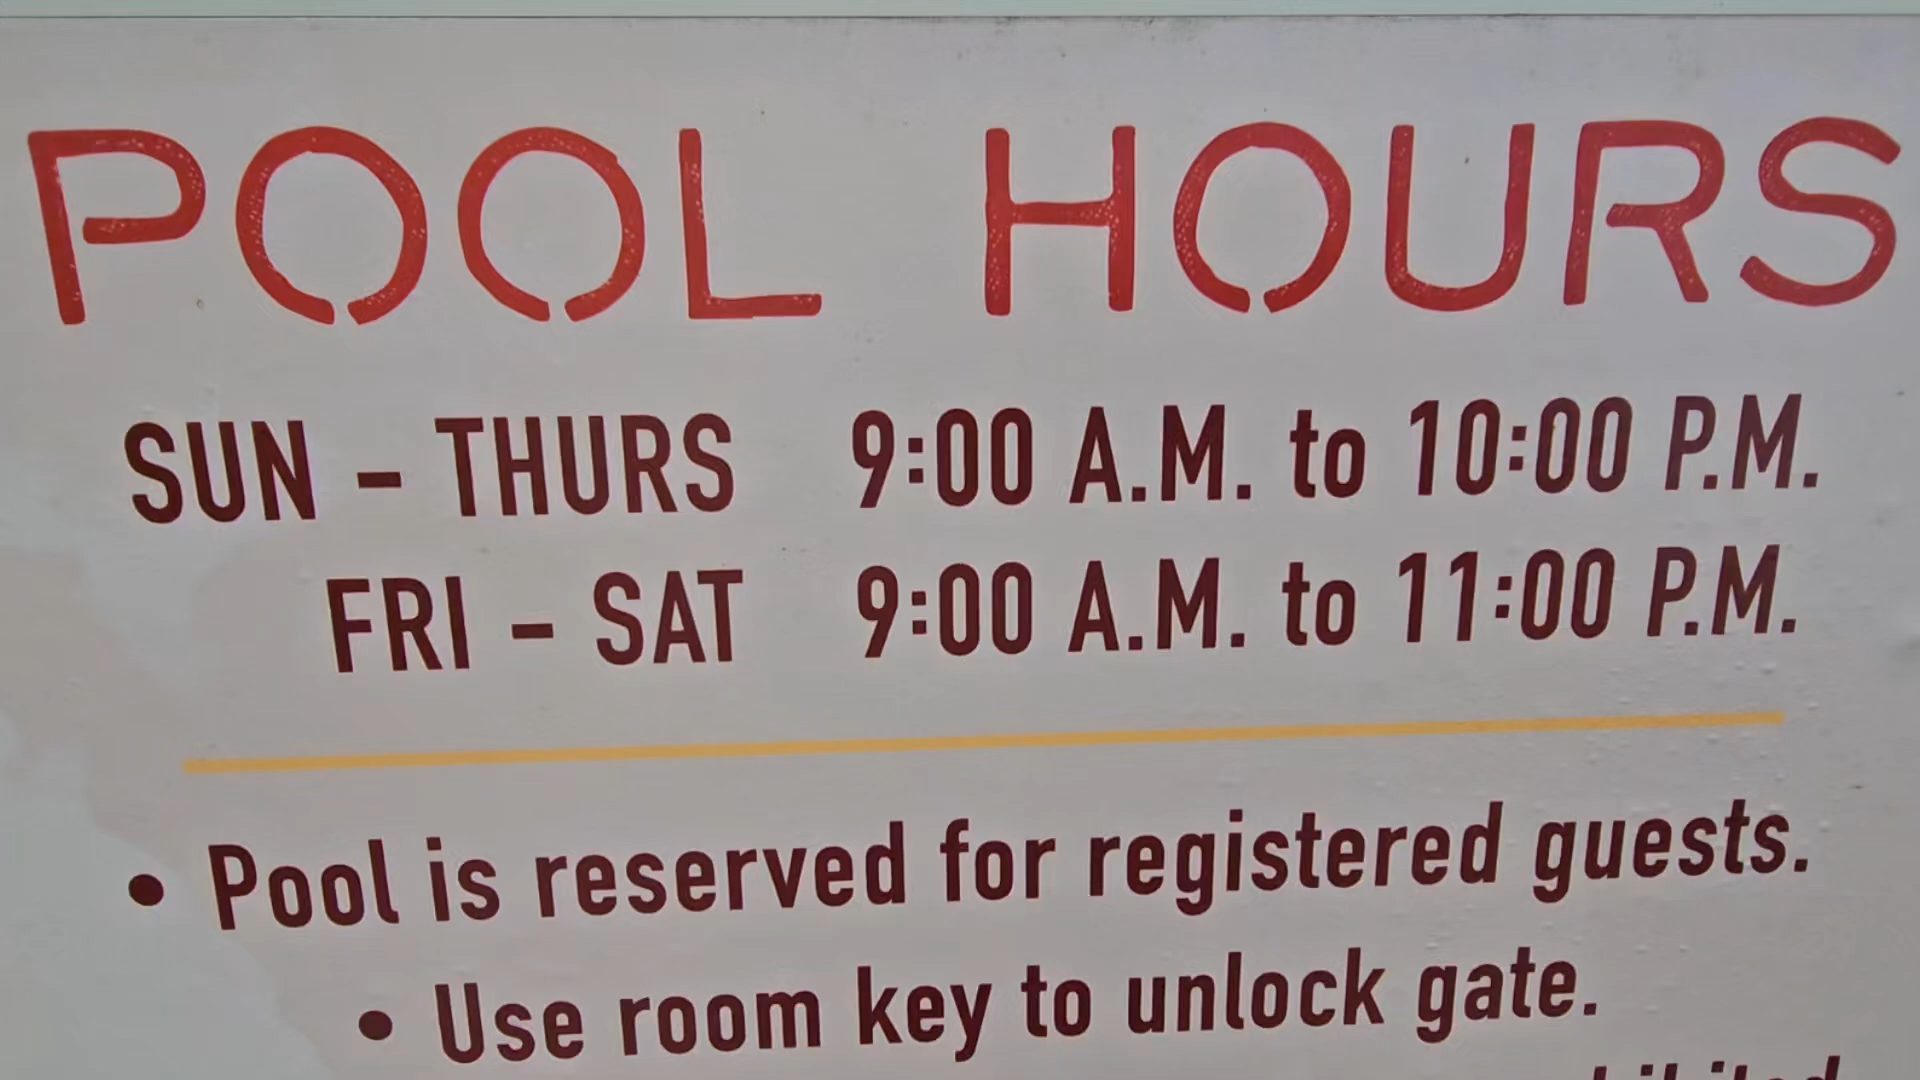 POOL HOURS
SUN - THURS 9:00 A.M. to 10:00 P.M.
FRI - SAT 9:00 A.M. to 11:00 P.M.
• Pool is reserved for registered guests.
• Use room key to unlock gate.